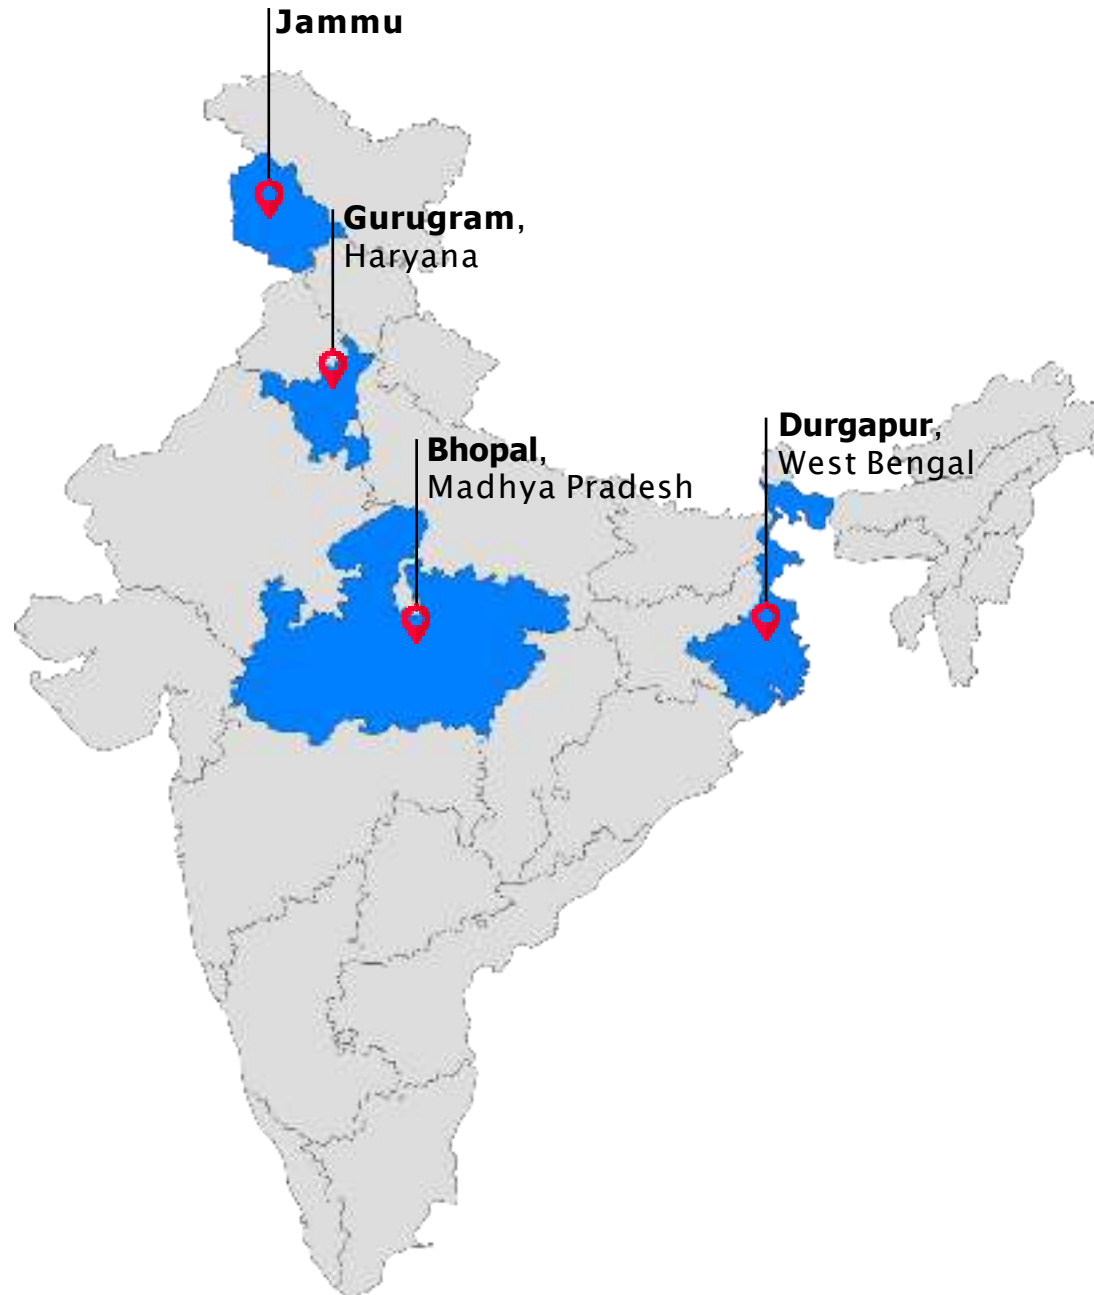 Jammu
Gurugram,
Haryana
Bhopal,
Madhya Pradesh
Durgapur,
West Bengal